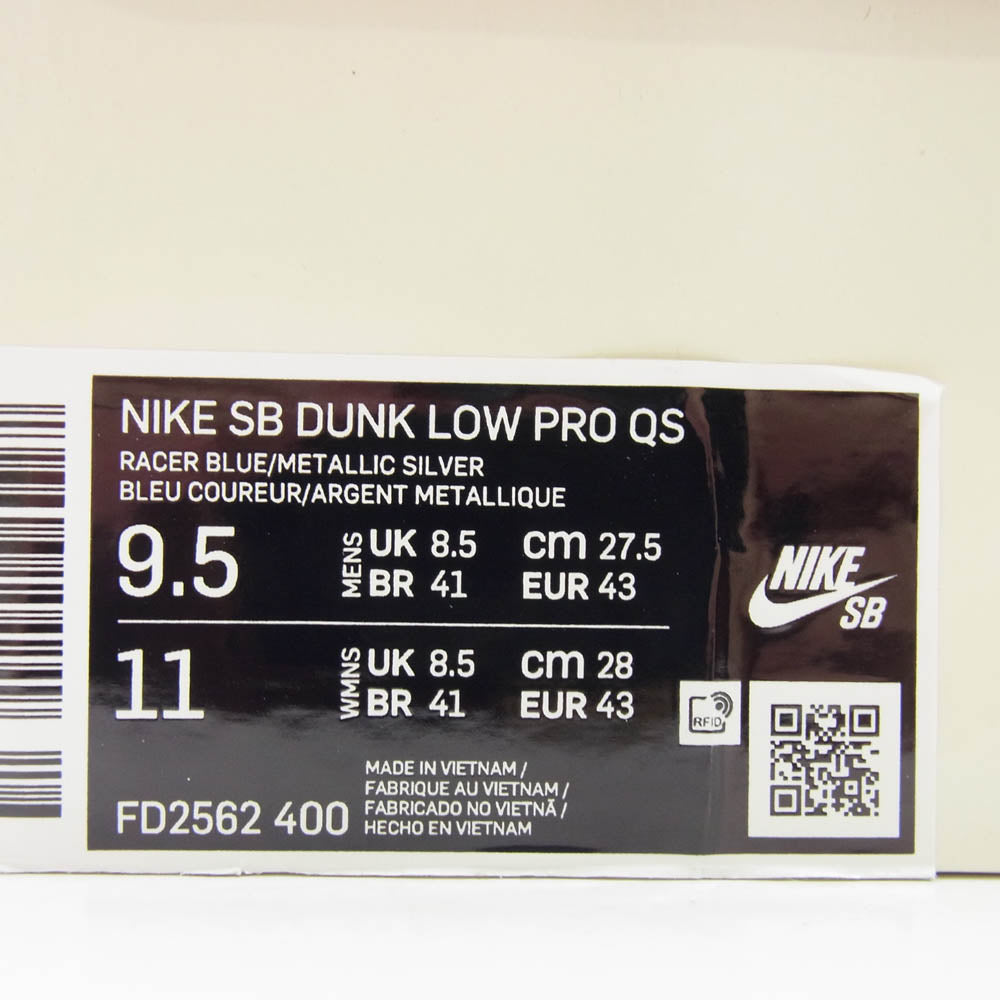 NIKE SB DUNK LOW PRO QS
RACER BLUE/METALLIC SILVER
BLEU COUREUR/ARGENT METALLIQUE
9.5 MENS UK 8.5 cm 27.5
BR 41 EUR 43
11 WMNS UK 8.5 cm 28
BR 41 EUR 43
NIKE
SB
RFID
MADE IN VIETNAM /
FABRIQUE AU VIETNAM /
FABRICADO NO VIETNÃ /
HECHO EN VIETNAM
FD2562 400